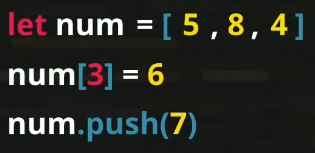 let num = [ 5 , 8 , 4 ]
num[3] = 6
num.push(7)